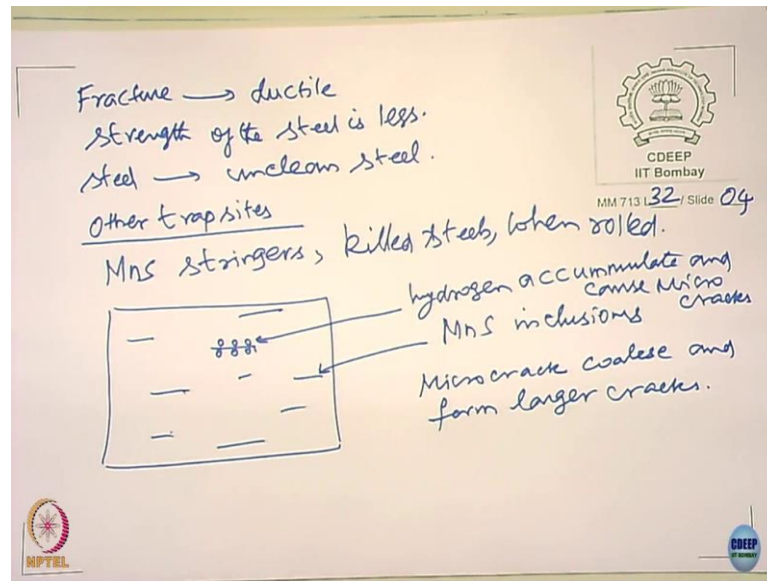 Fracture → ductile
strength of the steel is less.
steel → unclean steel.
Other trap sites
MnS stringers, killed steels, when rolled.
hydrogen accummulate and
cause Micro
cracks
MnS inclusions
Microcrack coalese and
form larger cracks.
CDEEP
IIT Bombay
MM 713 L 32 / Slide 04
NPTEL
CDEEP
IIT BOMBAY